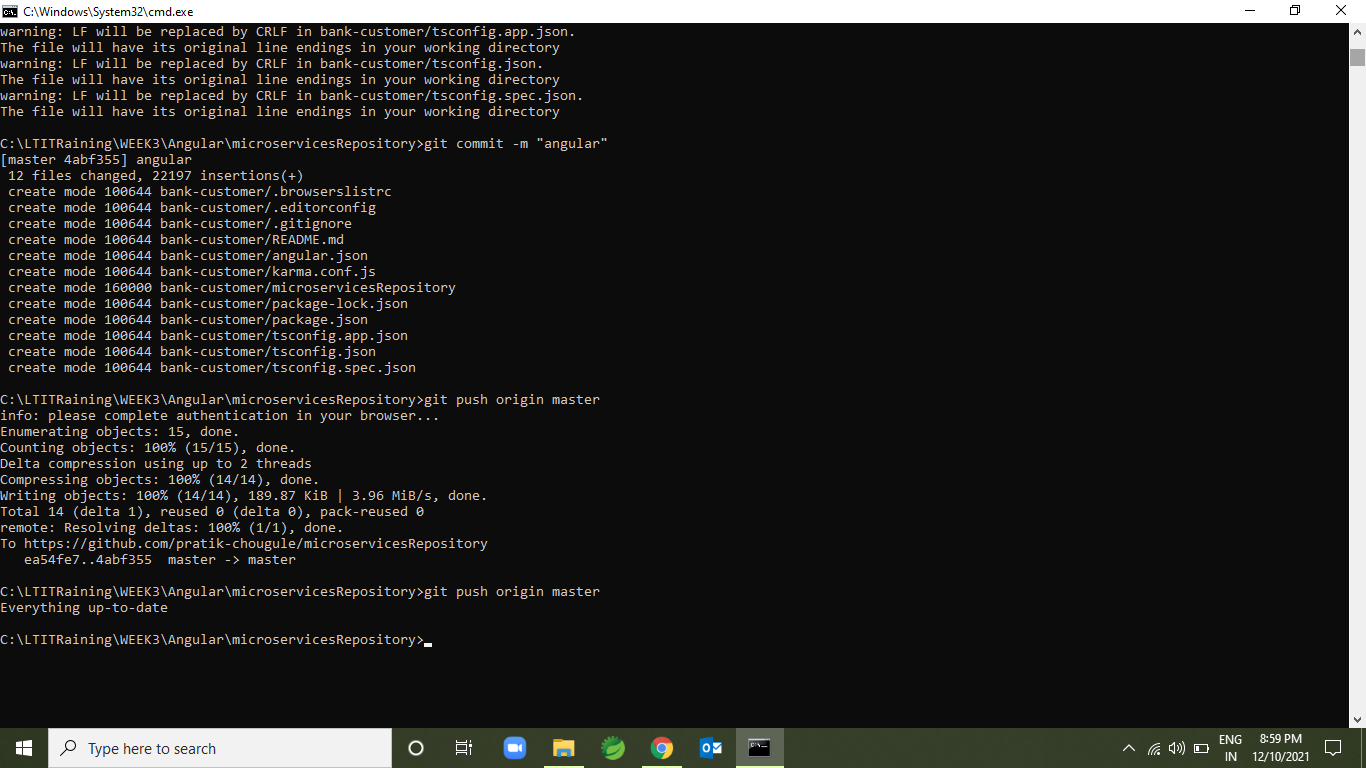 C:\Windows\System32\cmd.exe
warning: LF will be replaced by CRLF in bank-customer/tsconfig.app.json.
The file will have its original line endings in your working directory
warning: LF will be replaced by CRLF in bank-customer/tsconfig.json.
The file will have its original line endings in your working directory
warning: LF will be replaced by CRLF in bank-customer/tsconfig.spec.json.
The file will have its original line endings in your working directory
C:\LTITRaining\WEEK3\Angular\microservicesRepository>git commit -m "angular"
[master 4abf355] angular
 12 files changed, 22197 insertions(+)
 create mode 100644 bank-customer/.browserslistrc
 create mode 100644 bank-customer/.editorconfig
 create mode 100644 bank-customer/.gitignore
 create mode 100644 bank-customer/README.md
 create mode 100644 bank-customer/angular.json
 create mode 100644 bank-customer/karma.conf.js
 create mode 160000 bank-customer/microservicesRepository
 create mode 100644 bank-customer/package-lock.json
 create mode 100644 bank-customer/package.json
 create mode 100644 bank-customer/tsconfig.app.json
 create mode 100644 bank-customer/tsconfig.json
 create mode 100644 bank-customer/tsconfig.spec.json
C:\LTITRaining\WEEK3\Angular\microservicesRepository>git push origin master
info: please complete authentication in your browser...
Enumerating objects: 15, done.
Counting objects: 100% (15/15), done.
Delta compression using up to 2 threads
Compressing objects: 100% (14/14), done.
Writing objects: 100% (14/14), 189.87 KiB | 3.96 MiB/s, done.
Total 14 (delta 1), reused 0 (delta 0), pack-reused 0
remote: Resolving deltas: 100% (1/1), done.
To https://github.com/pratik-chougule/microservicesRepository
   ea54fe7..4abf355  master -> master
C:\LTITRaining\WEEK3\Angular\microservicesRepository>git push origin master
Everything up-to-date
C:\LTITRaining\WEEK3\Angular\microservicesRepository>
Type here to search
ENG
IN
8:59 PM
12/10/2021